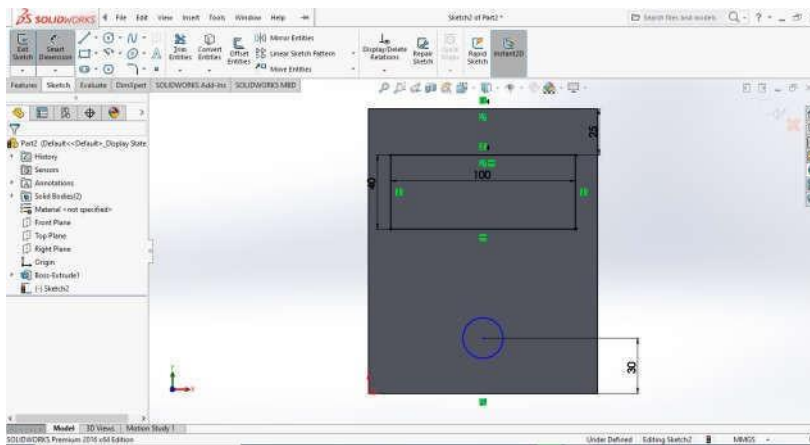 SOLIDWORKS File Edit View Insert Tools Window Help Sketch2 of Part2 * Search files and models
Exit Sketch
Smart Dimension
Trim Entities
Convert Entities
Offset Entities
Mirror Entities
Linear Sketch Pattern
Move Entities
Display/Delete Relations
Repair Sketch
Quick Snaps
Rapid Sketch
Instant2D
Features Sketch Evaluate DimXpert SOLIDWORKS Add-Ins SOLIDWORKS MBD
Part2 (Default<<Default>_Display State
History
Sensors
Annotations
Solid Bodies(2)
Material <not specified>
Front Plane
Top Plane
Right Plane
Origin
Boss-Extrude1
(-) Sketch2
25
40
100
30
Model 3D Views Motion Study 1
SOLIDWORKS Premium 2016 x64 Edition Under Defined Editing Sketch2 MMGS